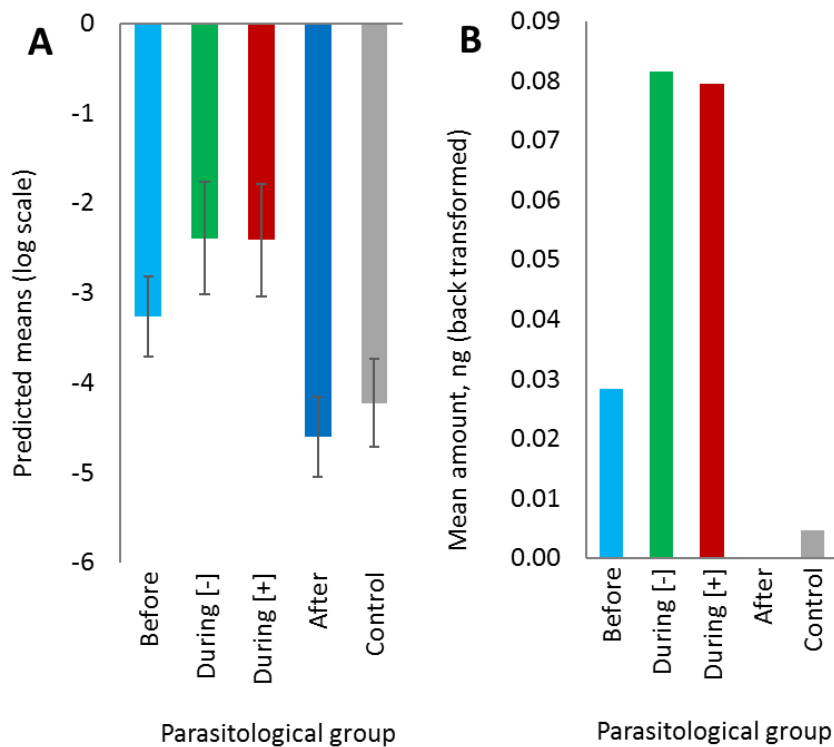 A
Predicted means (log scale)
0
-1
-2
-3
-4
-5
-6
Before
During [-]
During [+]
After
Control
Parasitological group
B
Mean amount, ng (back transformed)
0.09
0.08
0.07
0.06
0.05
0.04
0.03
0.02
0.01
0.00
Before
During [-]
During [+]
After
Control
Parasitological group